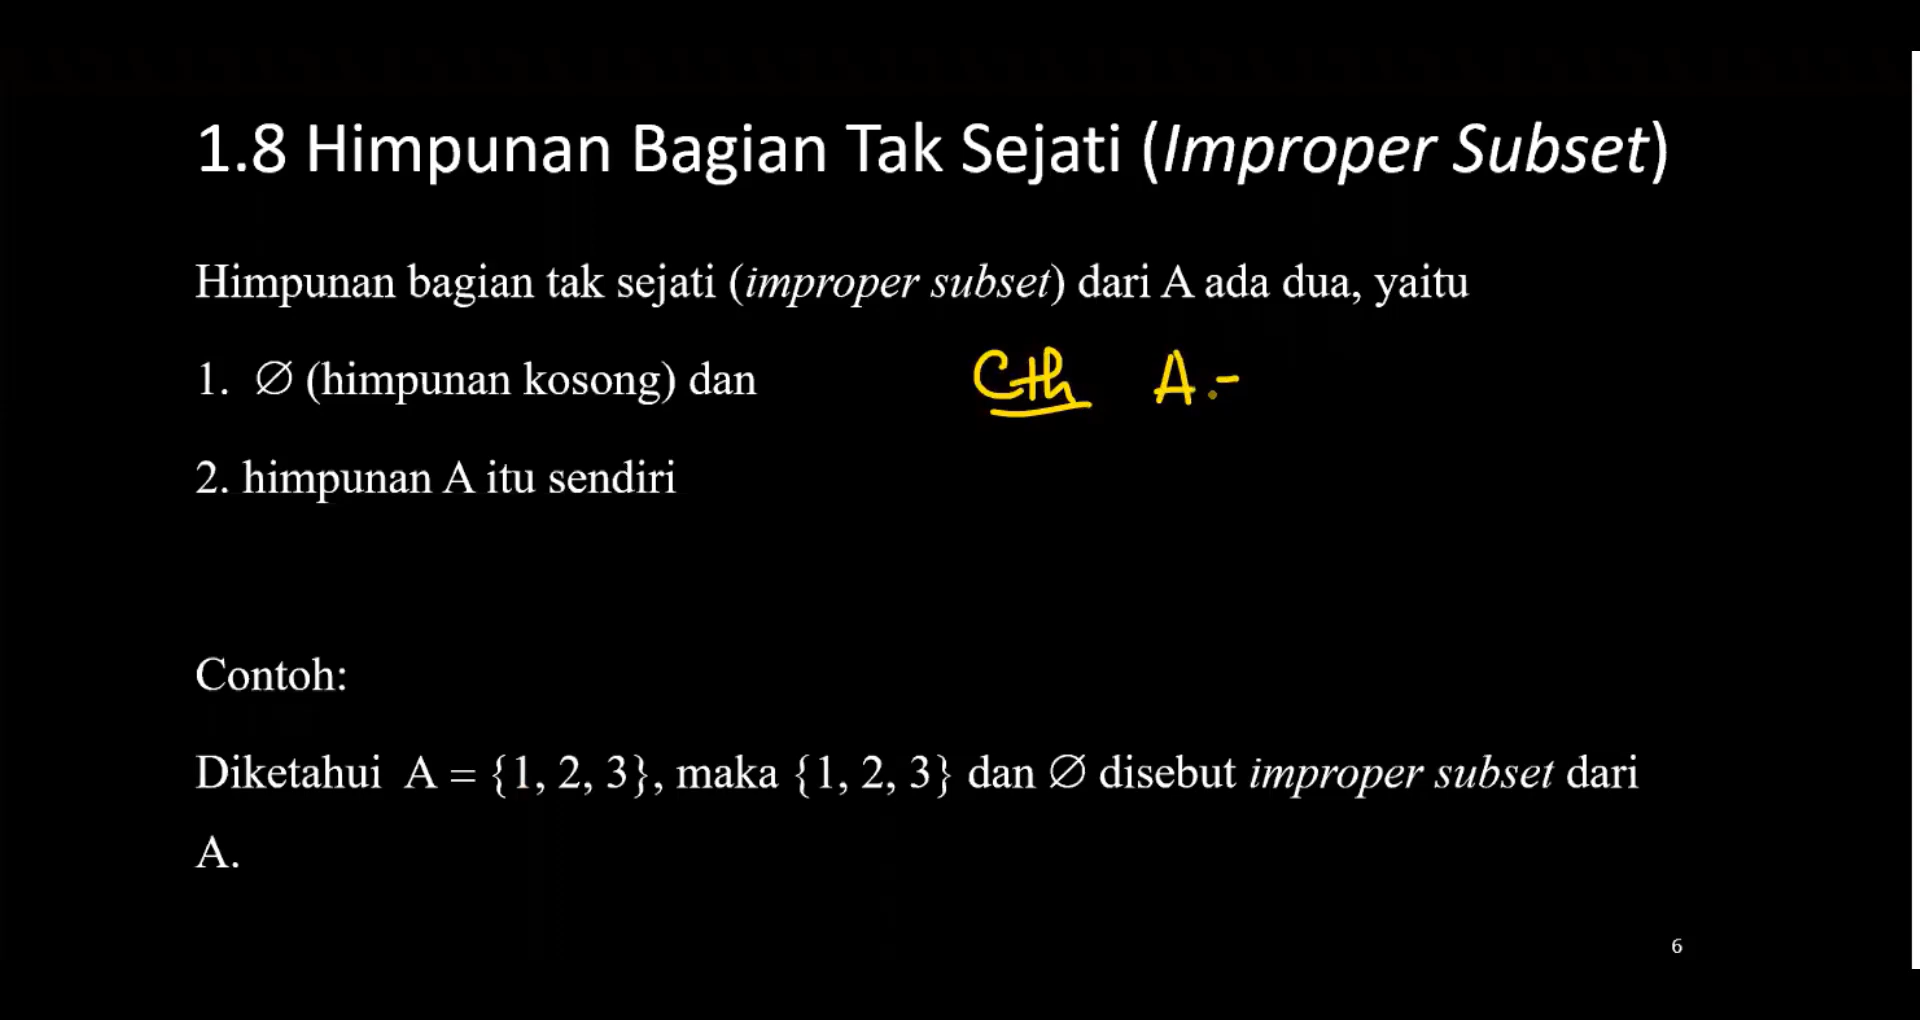 1.8 Himpunan Bagian Tak Sejati (Improper Subset)
Himpunan bagian tak sejati (improper subset) dari A ada dua, yaitu
1. ∅ (himpunan kosong) dan
Cth A.-
2. himpunan A itu sendiri
Contoh:
Diketahui A = {1, 2, 3}, maka {1, 2, 3} dan ∅ disebut improper subset dari
A.
6